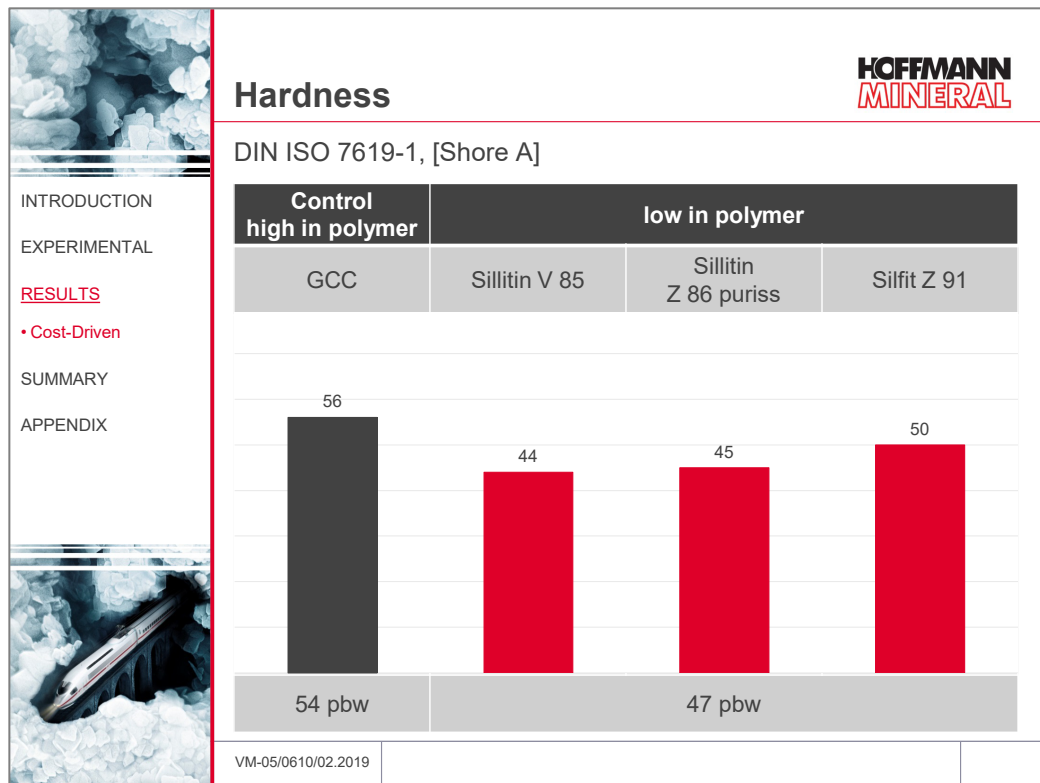 HOFFMANN
MINERAL
Hardness
DIN ISO 7619-1, [Shore A]
INTRODUCTION
EXPERIMENTAL
RESULTS
• Cost-Driven
SUMMARY
APPENDIX
Control
high in polymer
low in polymer
GCC
Sillitin V 85
Sillitin
Z 86 puriss
Silfit Z 91
56
44
45
50
54 pbw
47 pbw
VM-05/0610/02.2019